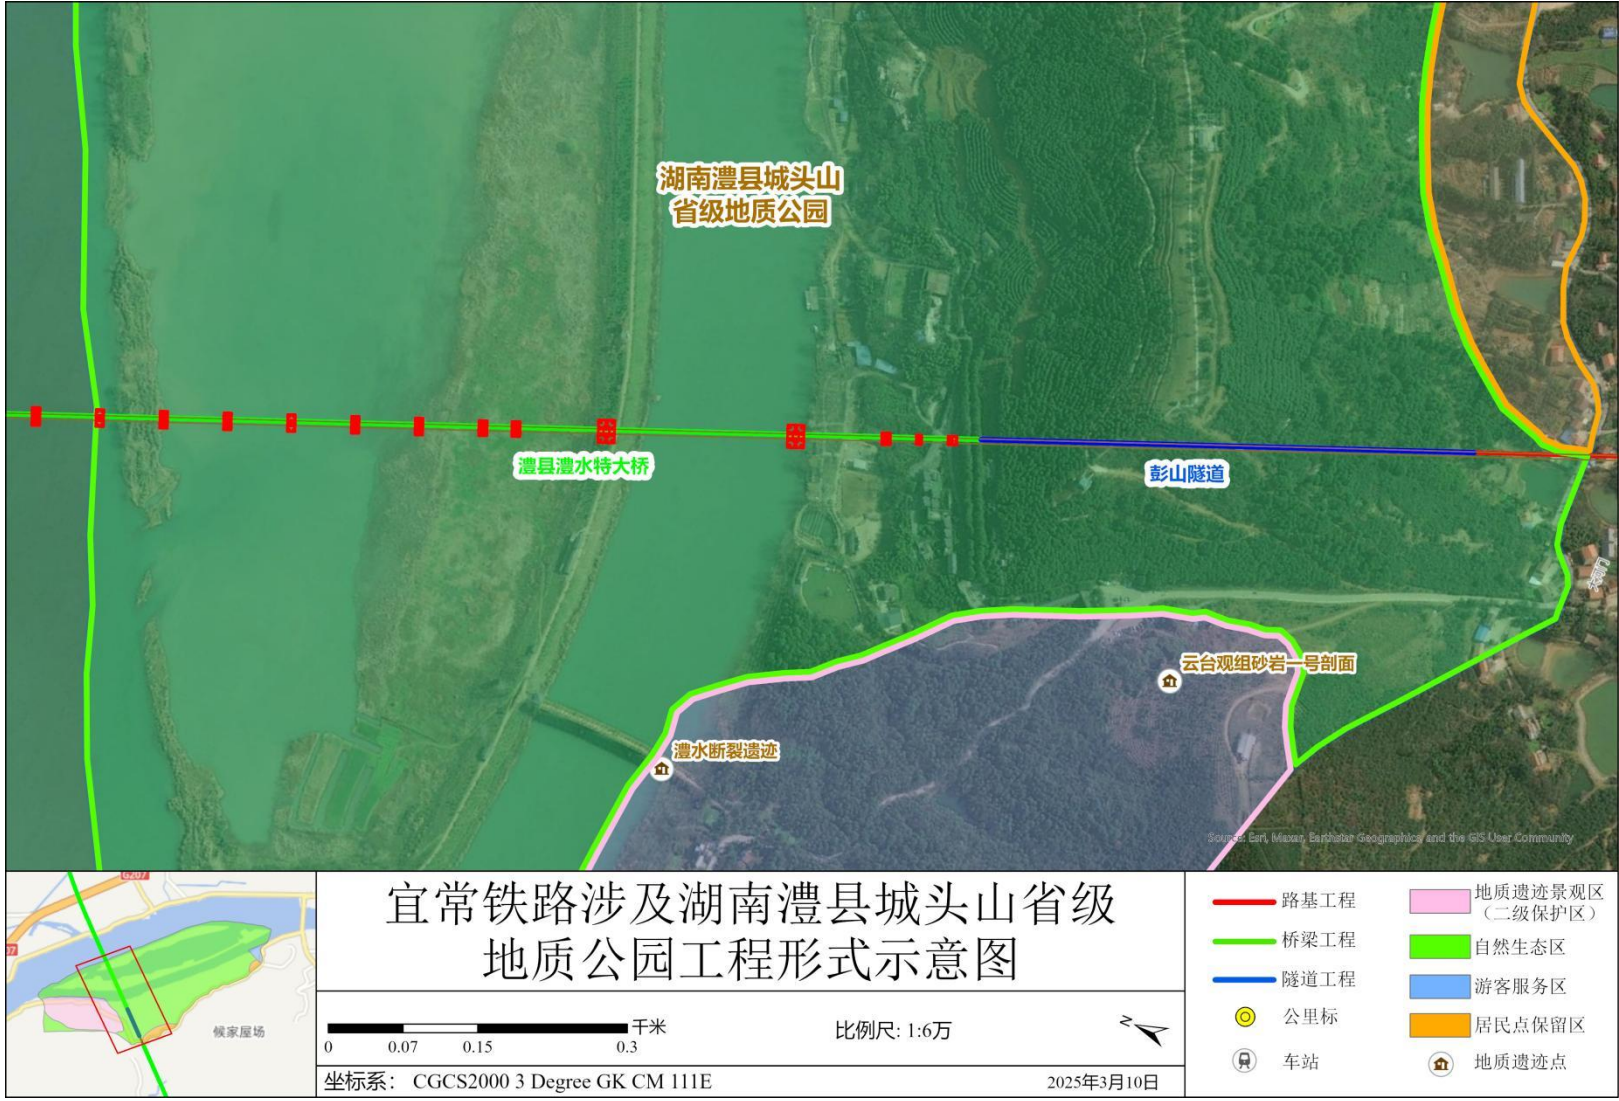 湖南澧县城头山
省级地质公园
澧县澧水特大桥
彭山隧道
云台观组砂岩一号剖面
澧水断裂遗迹
Source: Esri, Maxar, Earthstar Geographics, and the GIS User Community
G207
候家屋场
宜常铁路涉及湖南澧县城头山省级
地质公园工程形式示意图
千米
0 0.07 0.15 0.3
比例尺: 1:6万
N
坐标系： CGCS2000 3 Degree GK CM 111E
2025年3月10日
路基工程
桥梁工程
隧道工程
公里标
车站
地质遗迹景观区
（二级保护区）
自然生态区
游客服务区
居民点保留区
地质遗迹点